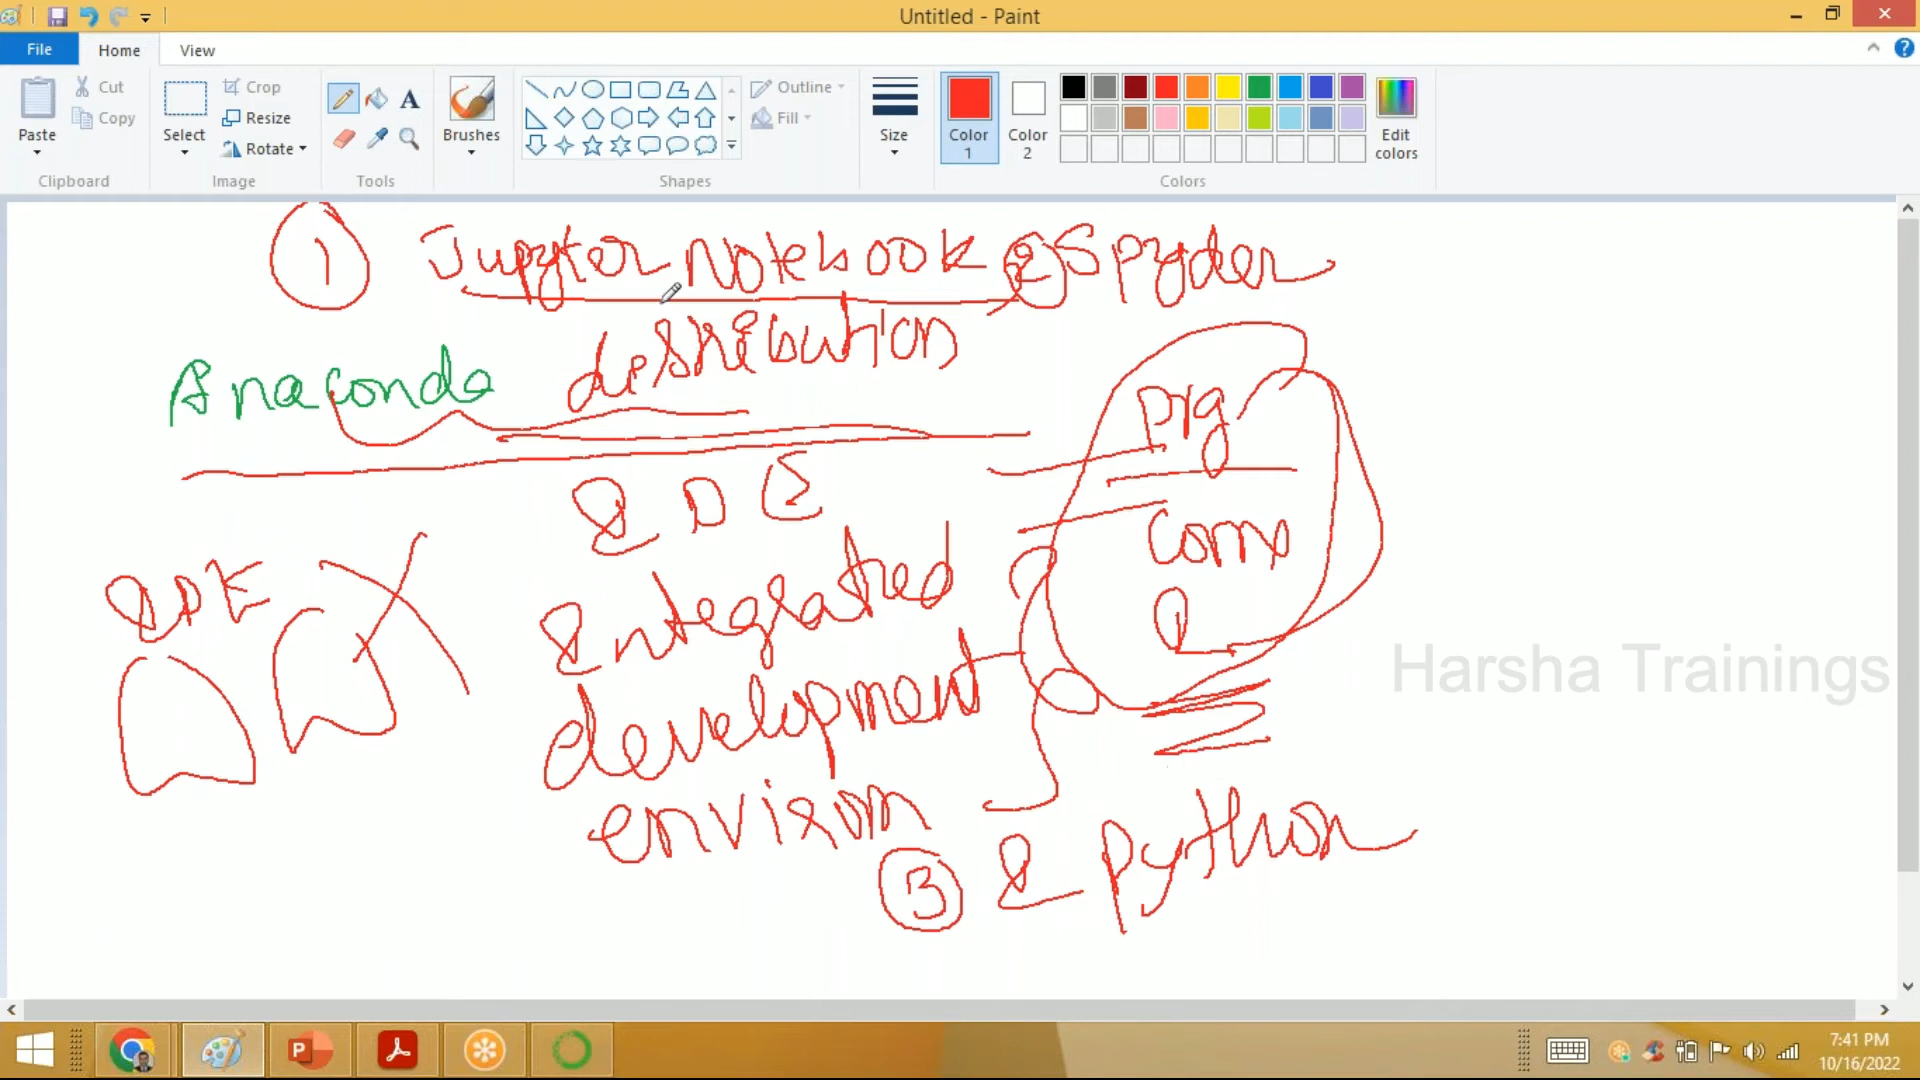 Untitled - Paint
File
Home
View
Paste
Cut
Copy
Clipboard
Select
Crop
Resize
Rotate
Image
Tools
Brushes
Shapes
Outline
Fill
Size
Color 1
Color 2
Edit colors
Colors
1 Jupyter Notebook 2 Spyder
Anaconda distribution
prg
IDE
Com
IDE
Integrated
development
environ
Harsha Trainings
3 I Python
7:41 PM
10/16/2022